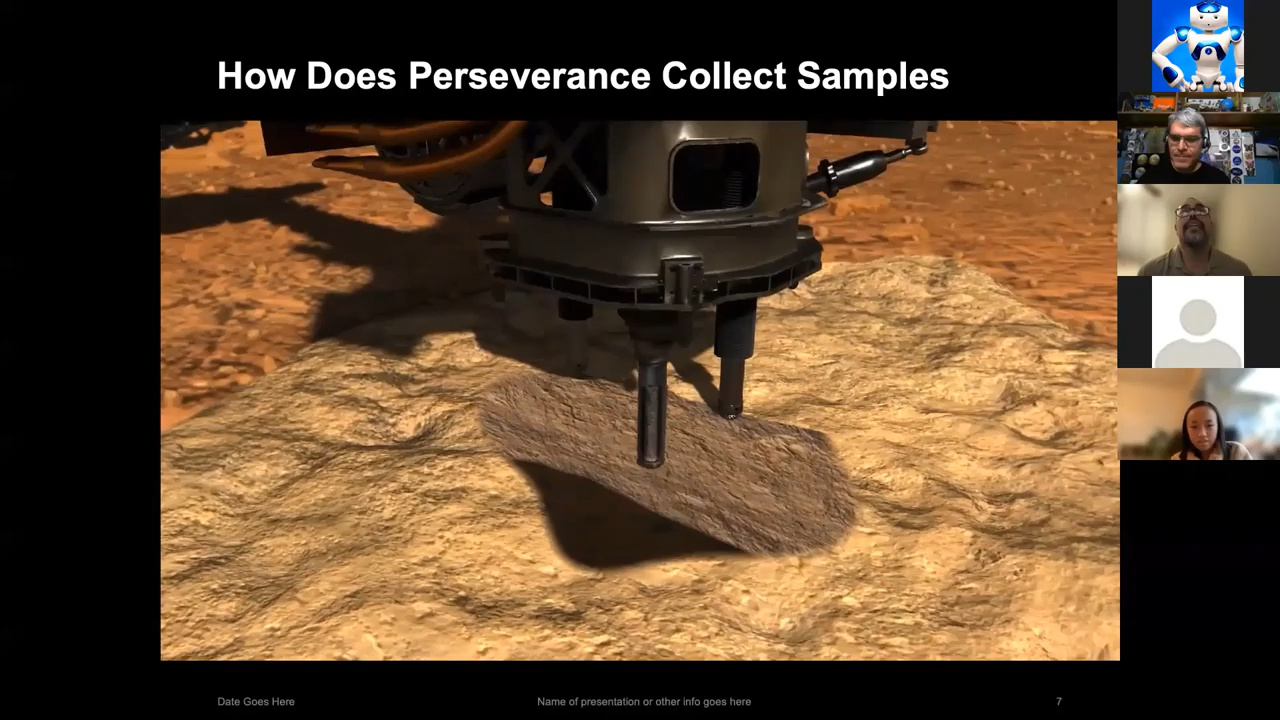 How Does Perseverance Collect Samples
Date Goes Here
Name of presentation or other info goes here
7